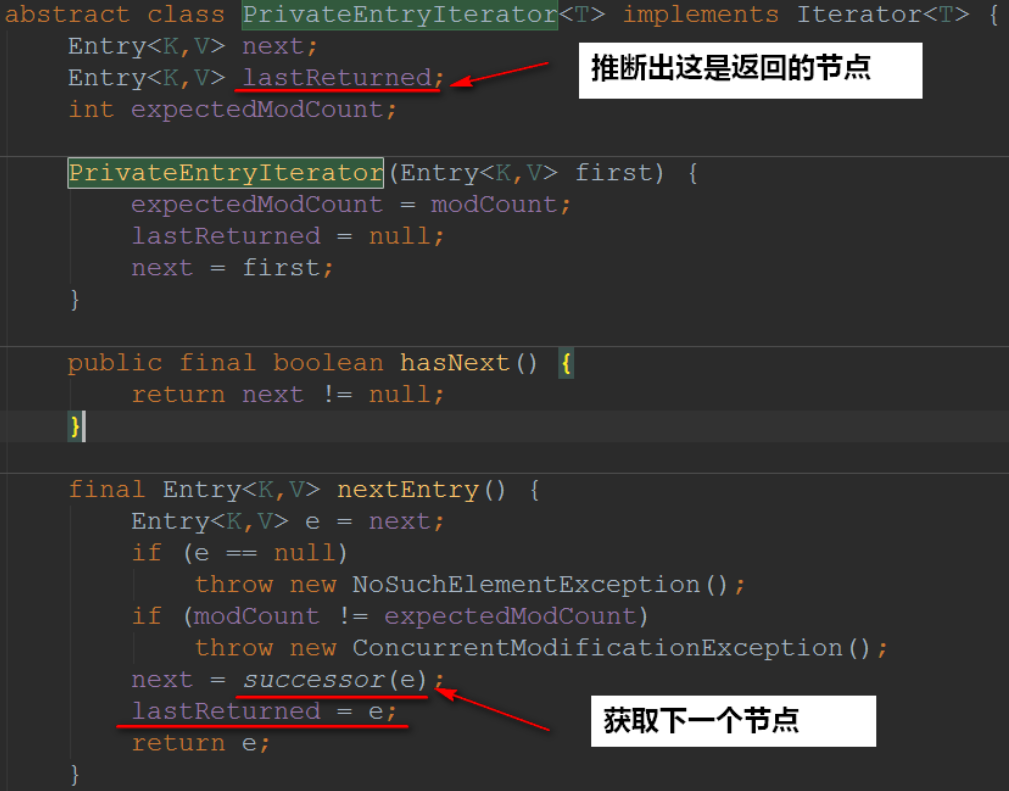 abstract class PrivateEntryIterator<T> implements Iterator<T> {
Entry<K,V> next;
Entry<K,V> lastReturned;
推断出这是返回的节点
int expectedModCount;
PrivateEntryIterator(Entry<K,V> first) {
expectedModCount = modCount;
lastReturned = null;
next = first;
}
public final boolean hasNext() {
return next != null;
}
final Entry<K,V> nextEntry() {
Entry<K,V> e = next;
if (e == null)
throw new NoSuchElementException();
if (modCount != expectedModCount)
throw new ConcurrentModificationException();
next = successor(e);
lastReturned = e;
获取下一个节点
return e;
}